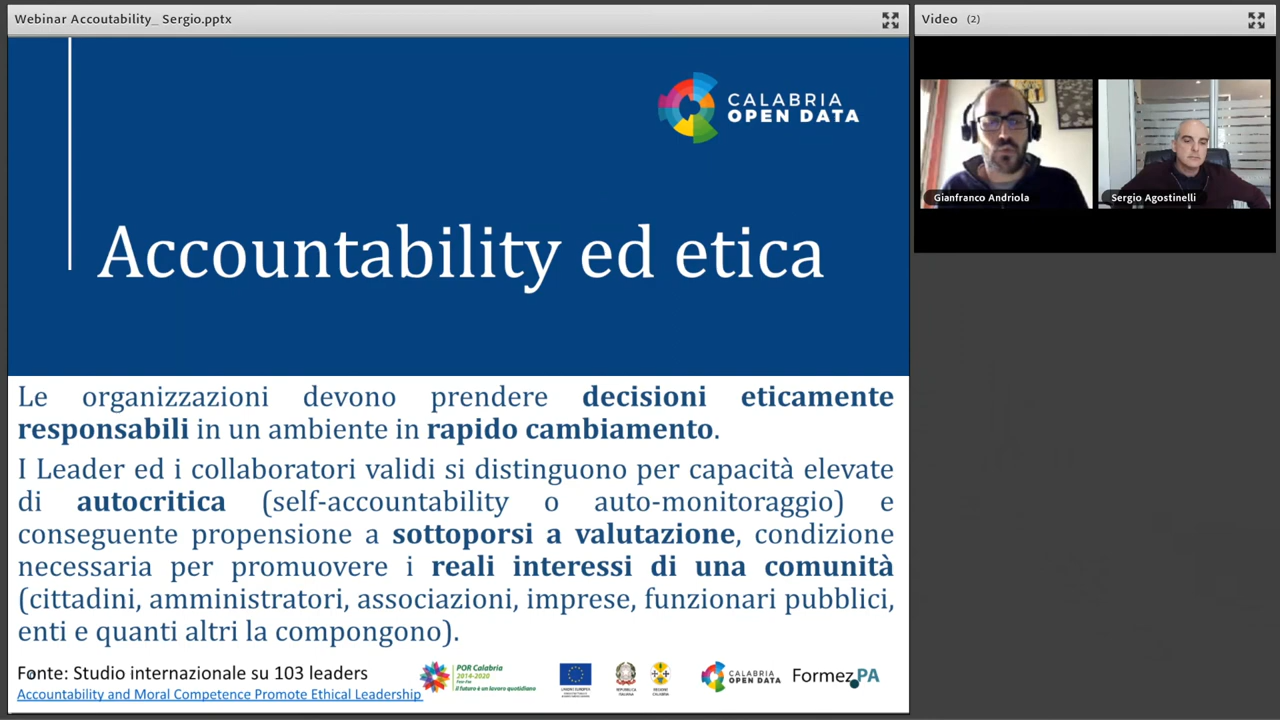 Webinar Accoutability_ Sergio.pptx
Video (2)
CALABRIA
OPEN DATA
Gianfranco Andriola
Sergio Agostinelli
Accountability ed etica
Le organizzazioni devono prendere decisioni eticamente
responsabili in un ambiente in rapido cambiamento.
I Leader ed i collaboratori validi si distinguono per capacità elevate
di autocritica (self-accountability o auto-monitoraggio) e
conseguente propensione a sottoporsi a valutazione, condizione
necessaria per promuovere i reali interessi di una comunità
(cittadini, amministratori, associazioni, imprese, funzionari pubblici,
enti e quanti altri la compongono).
Fonte: Studio internazionale su 103 leaders
Accountability and Moral Competence Promote Ethical Leadership
POR Calabria
2014-2020
il futuro è un lavoro quotidiano
UNIONE EUROPEA
REPUBBLICA
ITALIANA
REGIONE
CALABRIA
CALABRIA
OPEN DATA
FormezPA